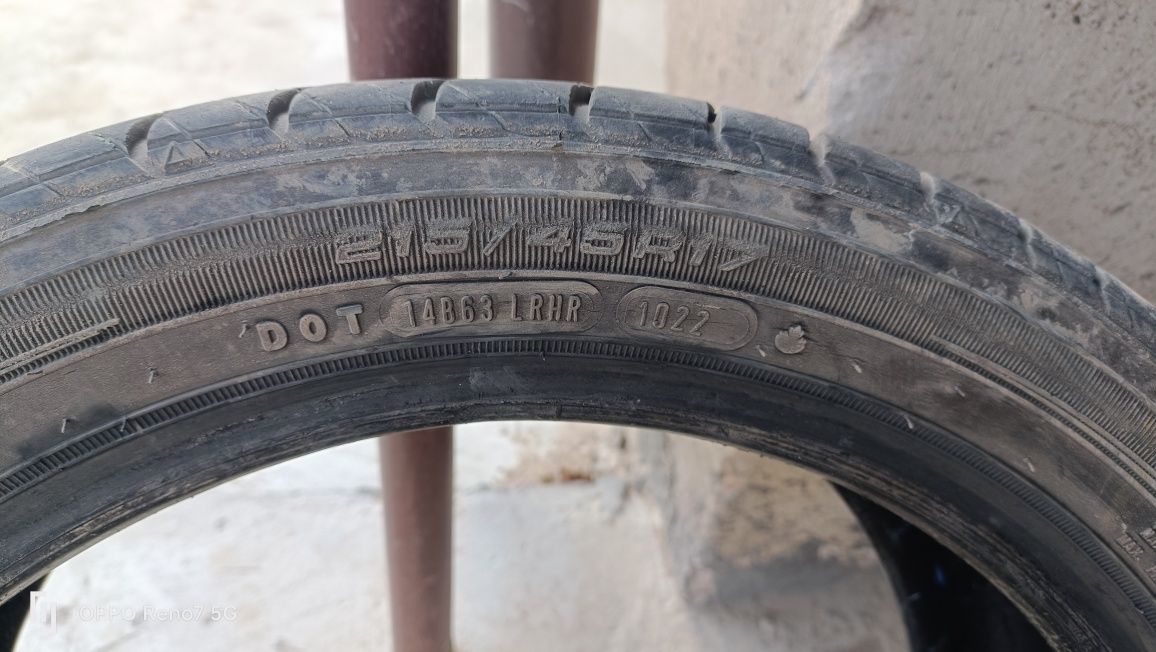 215/45R17
DOT 14B63 LRHR 1022
OPPO Reno7 5G